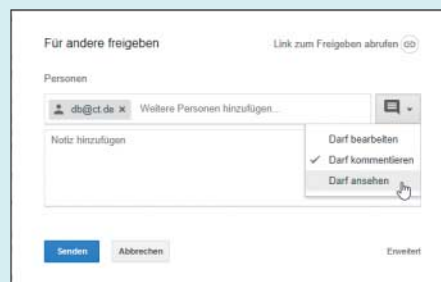 Für andere freigeben
Link zum Freigeben abrufen
Personen
db@ct.de × Weitere Personen hinzufügen...
Notiz hinzufügen
Darf bearbeiten
✓ Darf kommentieren
Darf ansehen
Senden
Abbrechen
Erweitert